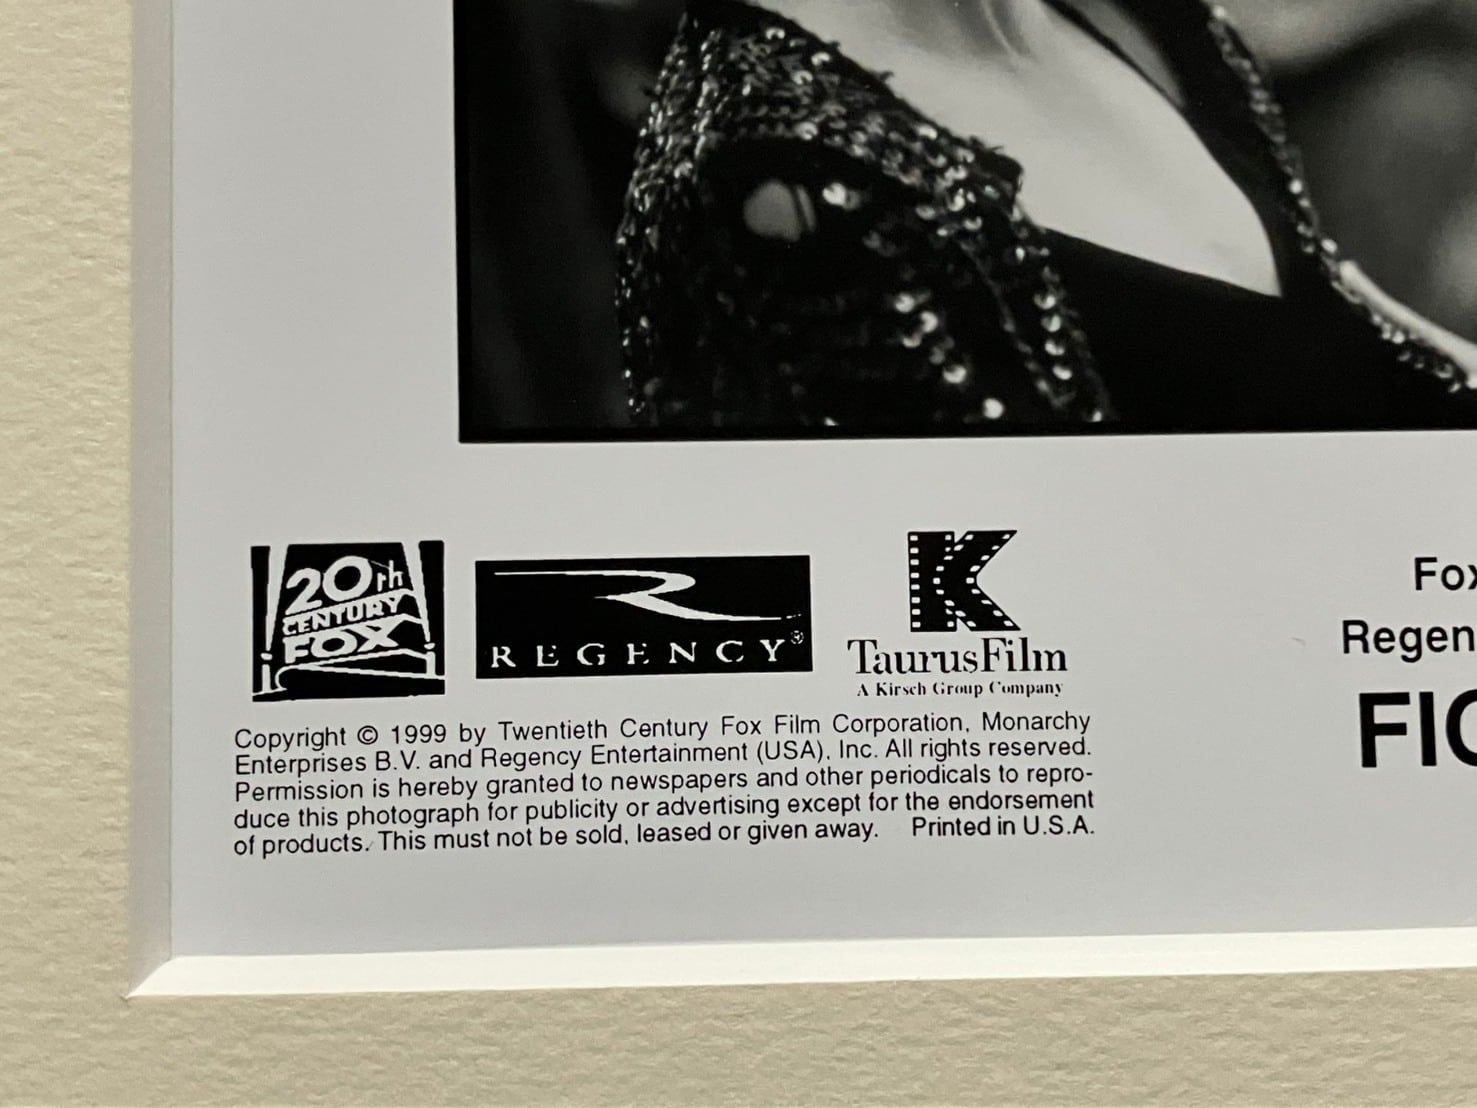 20th
CENTURY
FOX
REGENCY®
K
TaurusFilm
A Kirsch Group Company
Copyright © 1999 by Twentieth Century Fox Film Corporation, Monarchy
Enterprises B.V. and Regency Entertainment (USA), Inc. All rights reserved.
Permission is hereby granted to newspapers and other periodicals to repro-
duce this photograph for publicity or advertising except for the endorsement
of products. This must not be sold, leased or given away. Printed in U.S.A.
Fox
Regen
FIG